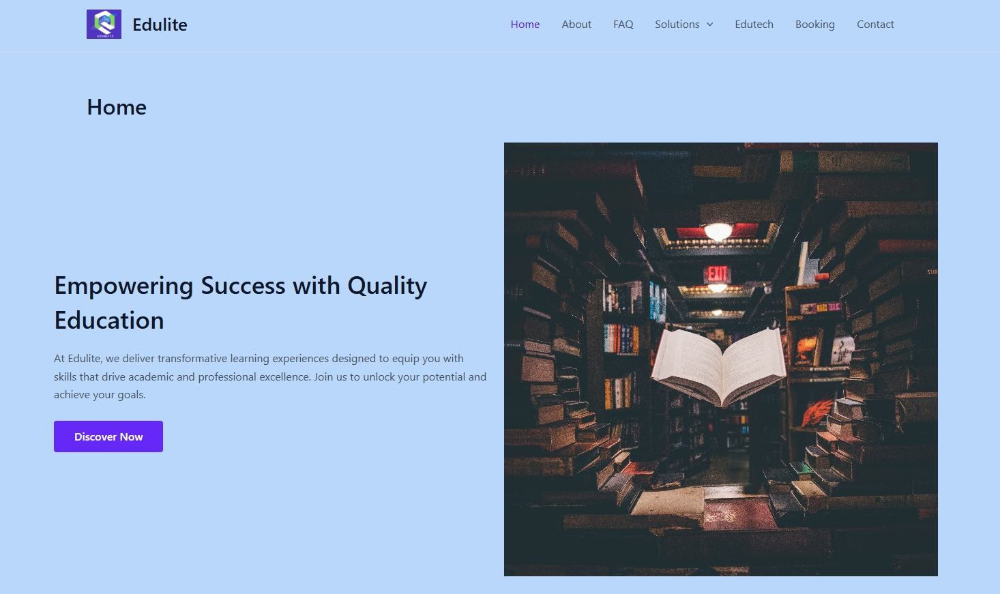 EDUBLITZ
Edulite
Home
About
FAQ
Solutions
Edutech
Booking
Contact
Home
Empowering Success with Quality
Education
At Edulite, we deliver transformative learning experiences designed to equip you with
skills that drive academic and professional excellence. Join us to unlock your potential and
achieve your goals.
Discover Now
EXIT